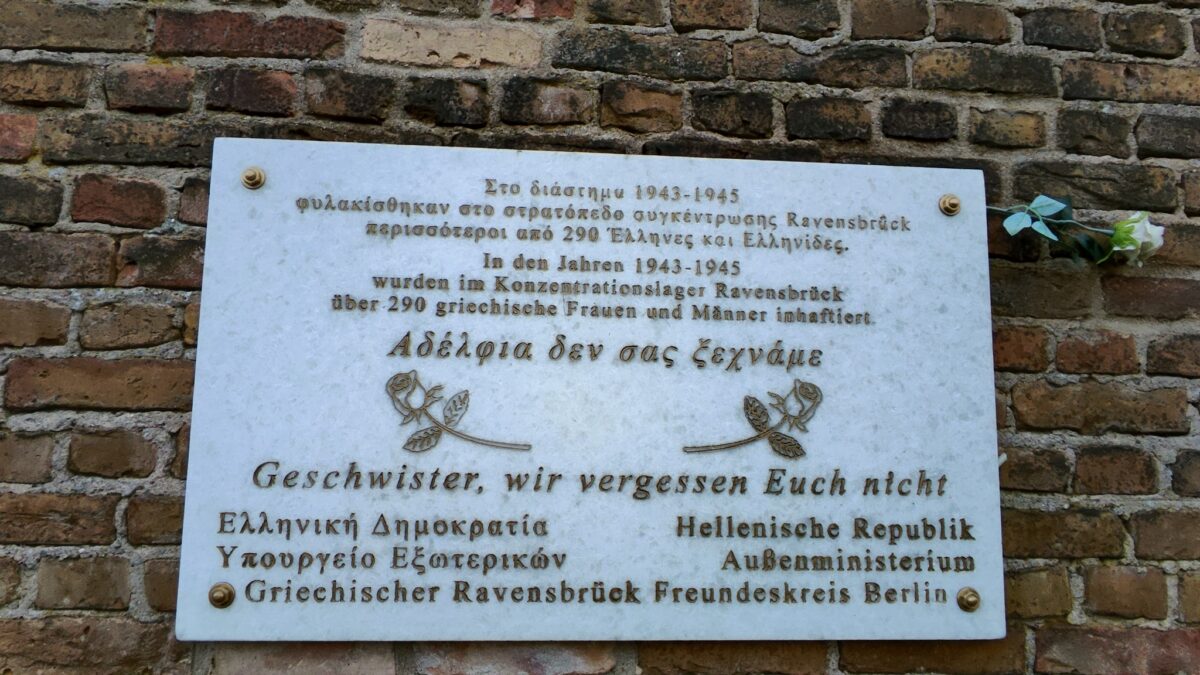 Στο διάστημα 1943-1945
φυλακίσθηκαν στο στρατόπεδο συγκέντρωσης Ravensbrück
περισσότεροι από 290 Έλληνες και Ελληνίδες.
In den Jahren 1943-1945
wurden im Konzentrationslager Ravensbrück
über 290 griechische Frauen und Männer inhaftiert
Αδέλφια δεν σας ξεχνάμε
Geschwister, wir vergessen Euch nicht
Ελληνική Δημοκρατία Hellenische Republik
Υπουργείο Εξωτερικών Außenministerium
Griechischer Ravensbrück Freundeskreis Berlin